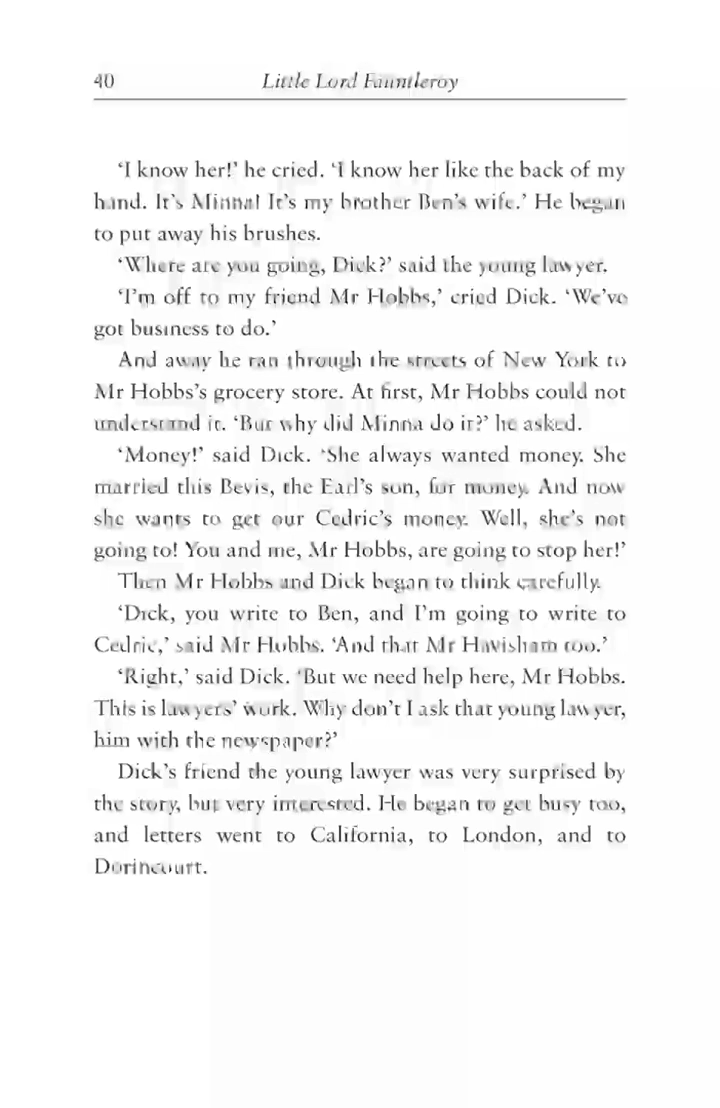 40 Little Lord Fauntleroy
‘I know her!’ he cried. ‘I know her like the back of my
hand. It’s Minna! It’s my brother Ben’s wife.’ He began
to put away his brushes.
‘Where are you going, Dick?’ said the young lawyer.
‘I’m off to my friend Mr Hobbs,’ cried Dick. ‘We’ve
got business to do.’
And away he ran through the streets of New York to
Mr Hobbs’s grocery store. At first, Mr Hobbs could not
understand it. ‘But why did Minna do it?’ he asked.
‘Money!’ said Dick. ‘She always wanted money. She
married this Bevis, the Earl’s son, for money. And now
she wants to get our Cedric’s money. Well, she’s not
going to! You and me, Mr Hobbs, are going to stop her!’
Then Mr Hobbs and Dick began to think carefully.
‘Dick, you write to Ben, and I’m going to write to
Cedric,’ said Mr Hobbs. ‘And that Mr Havisham too.’
‘Right,’ said Dick. ‘But we need help here, Mr Hobbs.
This is lawyers’ work. Why don’t I ask that young lawyer,
him with the newspaper?’
Dick’s friend the young lawyer was very surprised by
the story, but very interested. He began to get busy too,
and letters went to California, to London, and to
Dorincourt.